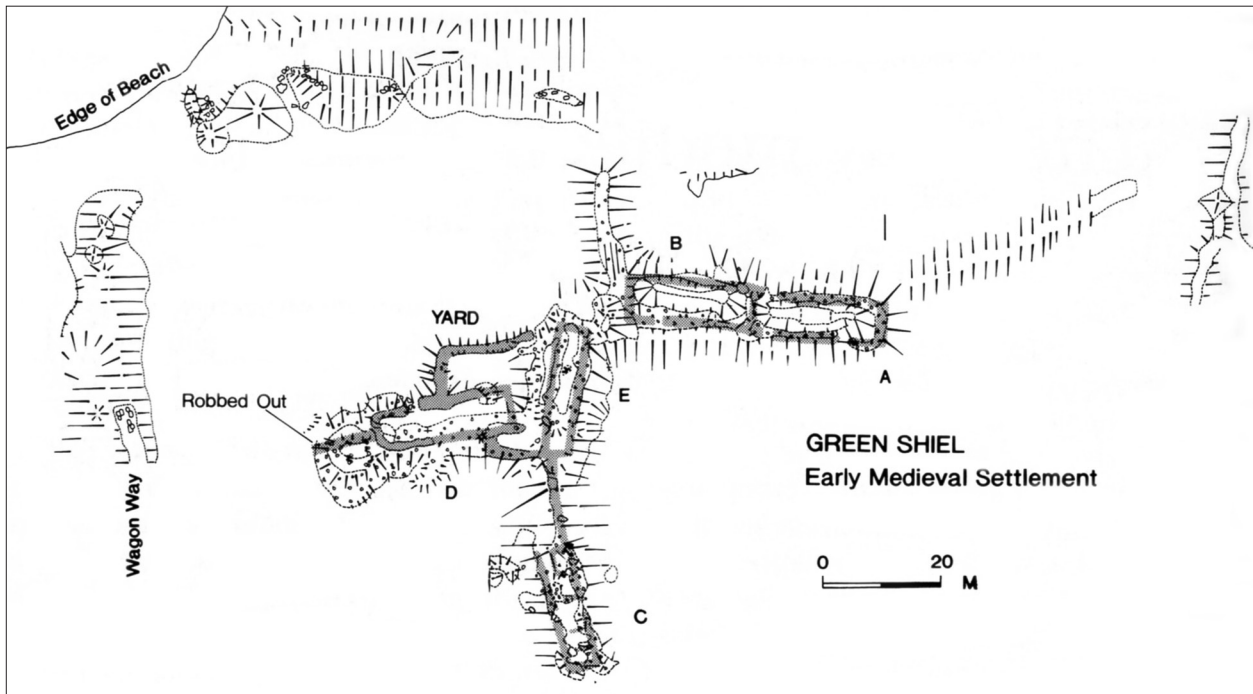 Edge of Beach
B
YARD
A
E
Robbed Out
GREEN SHIEL
Early Medieval Settlement
D
Wagon Way
0 20
M
C